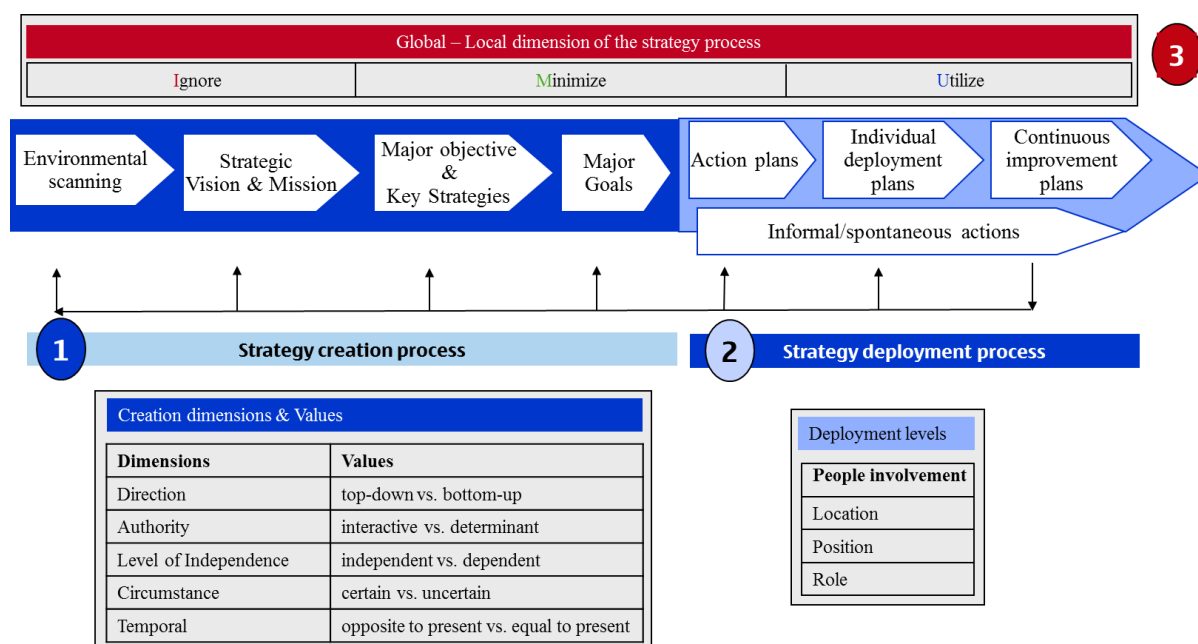 Global – Local dimension of the strategy process
Ignore
Minimize
Utilize
3
Environmental
scanning
Strategic
Vision & Mission
Major objective
&
Key Strategies
Major
Goals
Action plans
Individual
deployment
plans
Continuous
improvement
plans
Informal/spontaneous actions
1
Strategy creation process
2
Strategy deployment process
Creation dimensions & Values
Dimensions
Values
Direction
top-down vs. bottom-up
Authority
interactive vs. determinant
Level of Independence
independent vs. dependent
Circumstance
certain vs. uncertain
Temporal
opposite to present vs. equal to present
Deployment levels
People involvement
Location
Position
Role